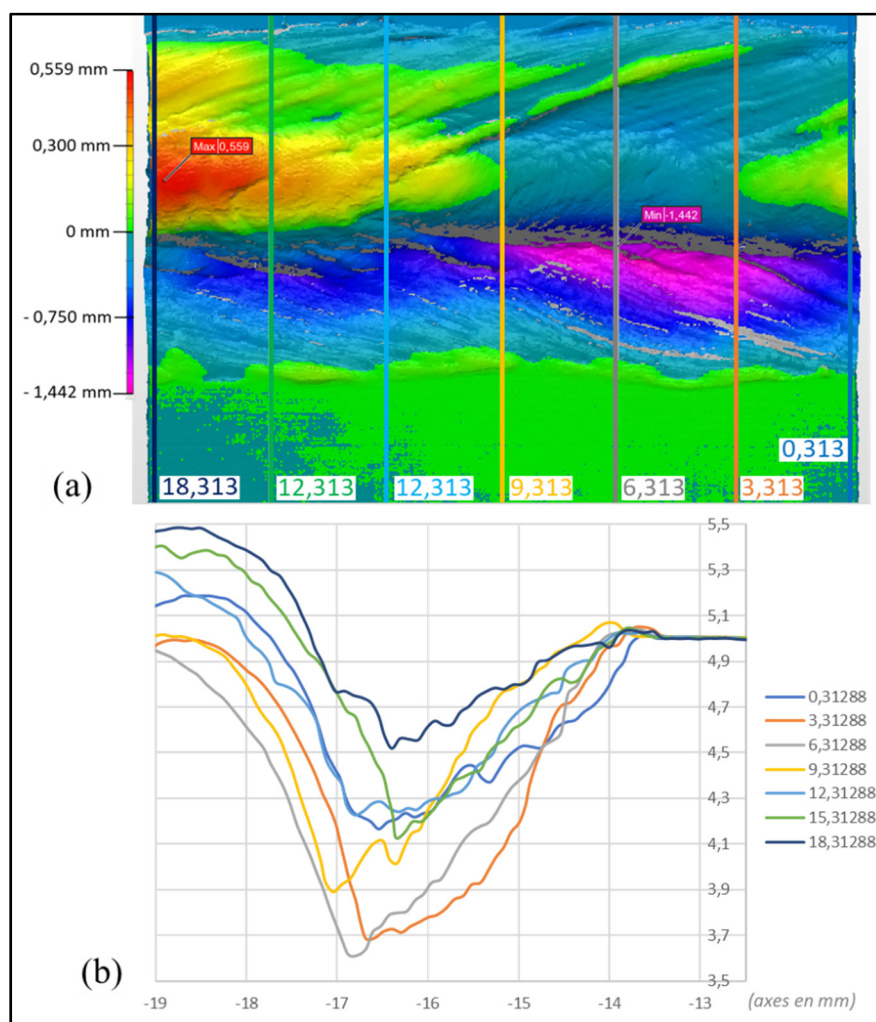 0,559 mm
Max 0,559
0,300 mm
Min -1,442
0 mm
- 0,750 mm
- 1,442 mm
0,313
(a)
18,313 12,313 12,313 9,313 6,313 3,313
5,5
5,3
5,1
4,9
4,7
4,5
4,3
4,1
3,9
3,7
3,5
0,31288
3,31288
6,31288
9,31288
12,31288
15,31288
18,31288
(b)
-19 -18 -17 -16 -15 -14 -13 (axes en mm)